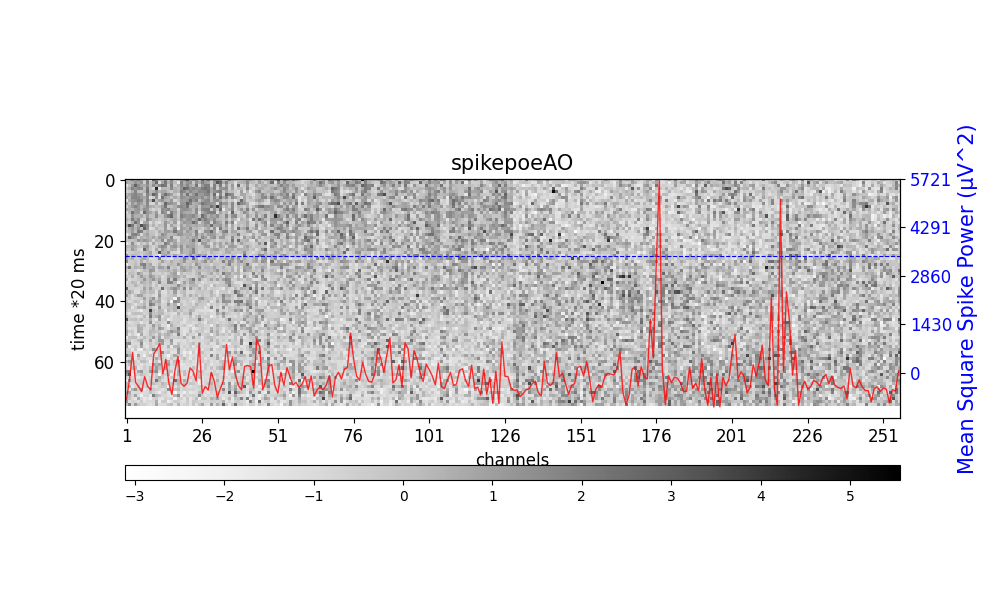 spikepoeAO
0
20
40
60
time *20 ms
5721
4291
2860
1430
0
Mean Square Spike Power (μV^2)
1 26 51 76 101 126 151 176 201 226 251
channels
−3 −2 −1 0 1 2 3 4 5